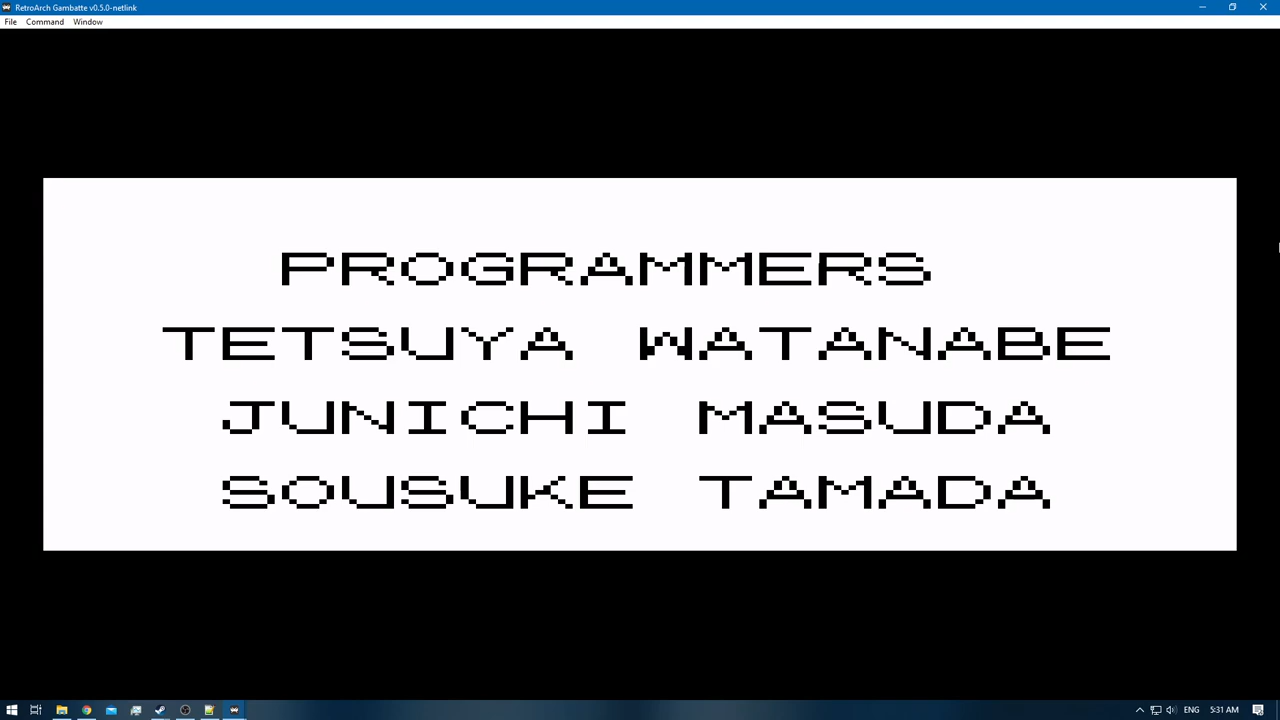 RetroArch Gambatte v0.5.0-netlink
File Command Window
PROGRAMMERS
TETSUYA WATANABE
JUNICHI MASUDA
SOUSUKE TAMADA
ENG 5:31 AM